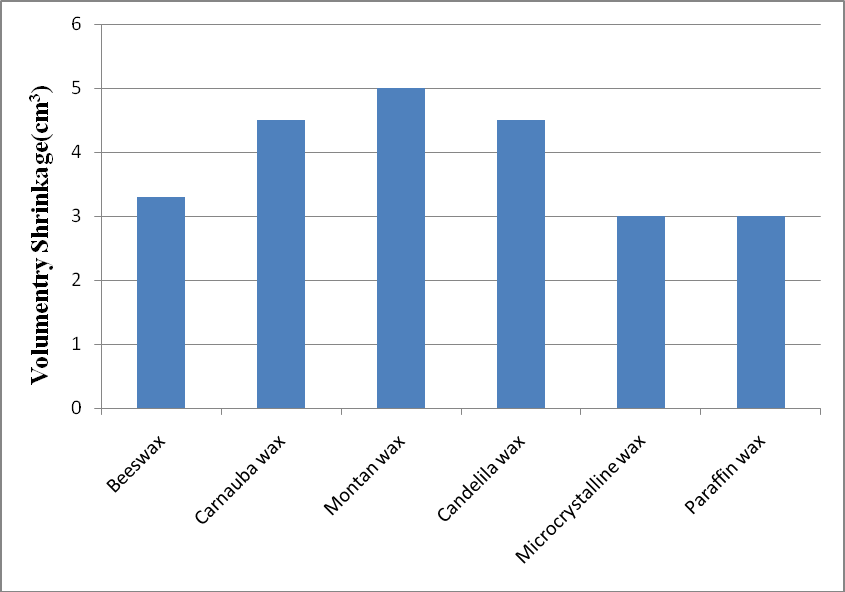 Volumentry Shrinkage(cm³)
6
5
4
3
2
1
0
Beeswax
Carnauba wax
Montan wax
Candelila wax
Microcrystalline wax
Paraffin wax